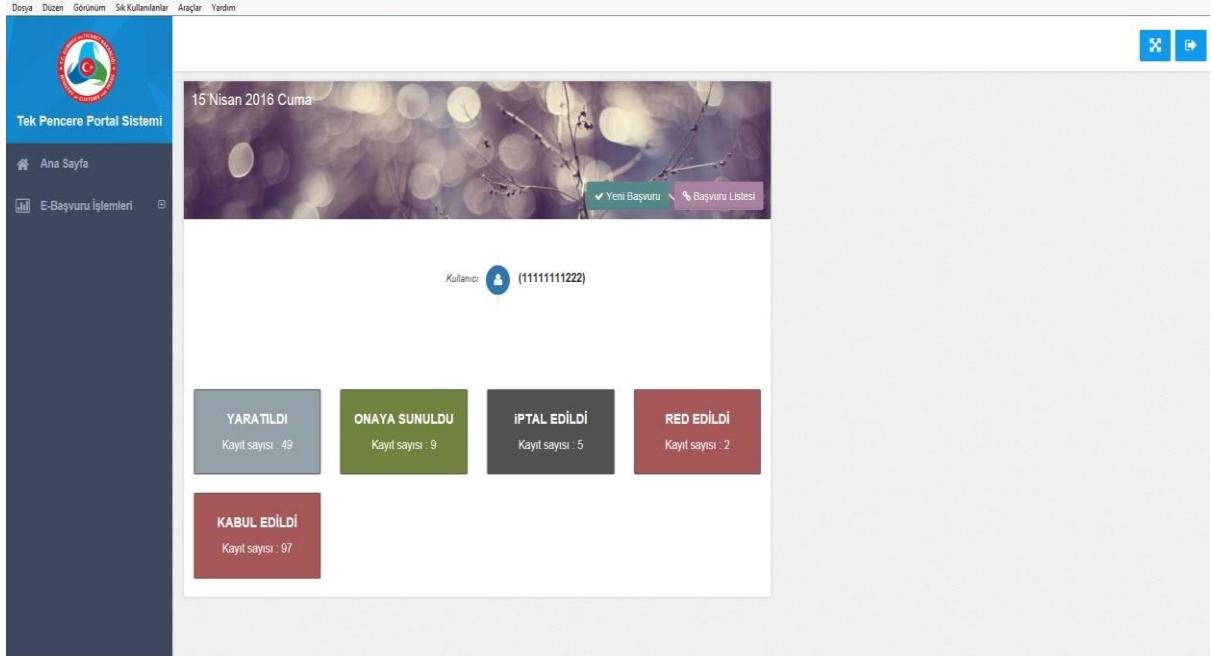 Dosya Düzen Görünüm Sık Kullanılanlar Araçlar Yardım
Tek Pencere Portal Sistemi
Ana Sayfa
E-Başvuru İşlemleri
15 Nisan 2016 Cuma
Yeni Başvuru
Başvuru Listesi
Kullanıcı (11111111222)
YARATILDI
Kayıt sayısı : 49
ONAYA SUNULDU
Kayıt sayısı : 9
iPTAL EDİLDİ
Kayıt sayısı : 5
RED EDİLDİ
Kayıt sayısı : 2
KABUL EDİLDİ
Kayıt sayısı : 97